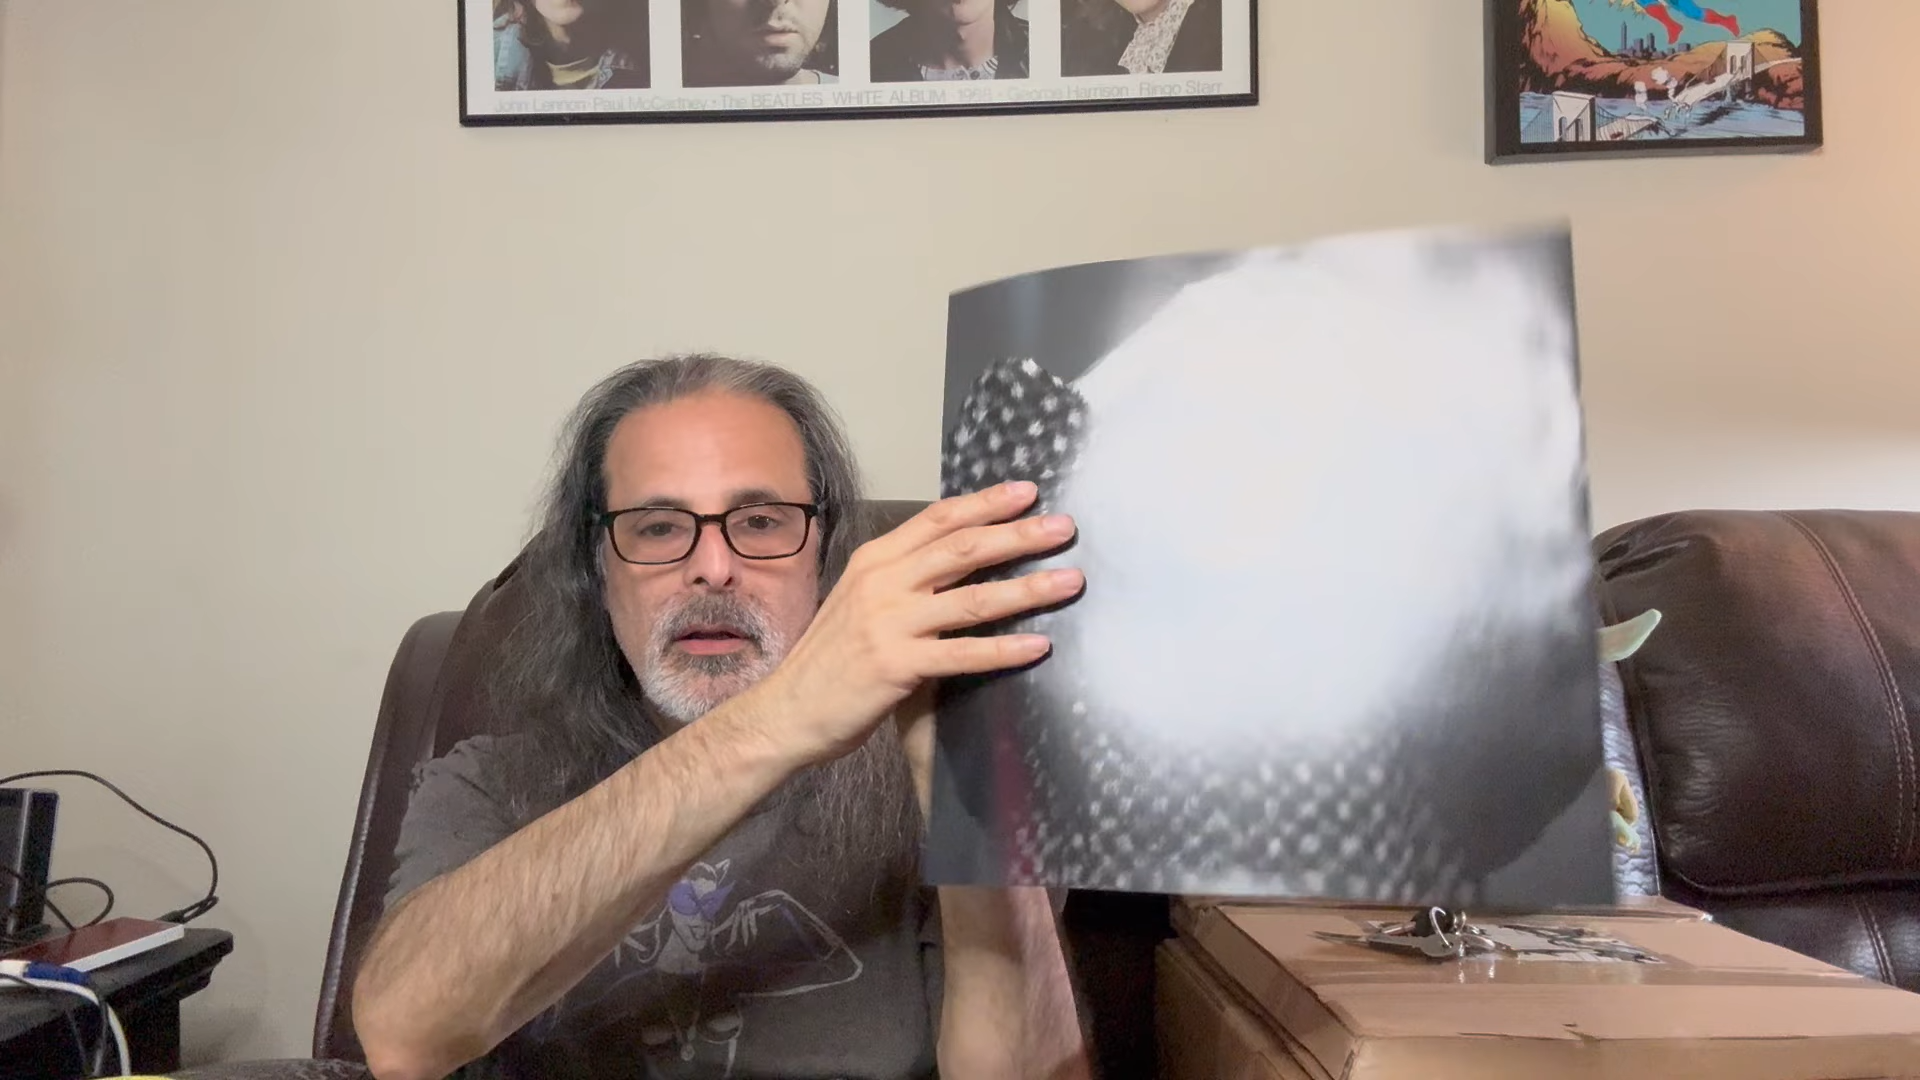 John Lennon · Paul McCartney · The BEATLES WHITE ALBUM · 1968 · George Harrison · Ringo Starr